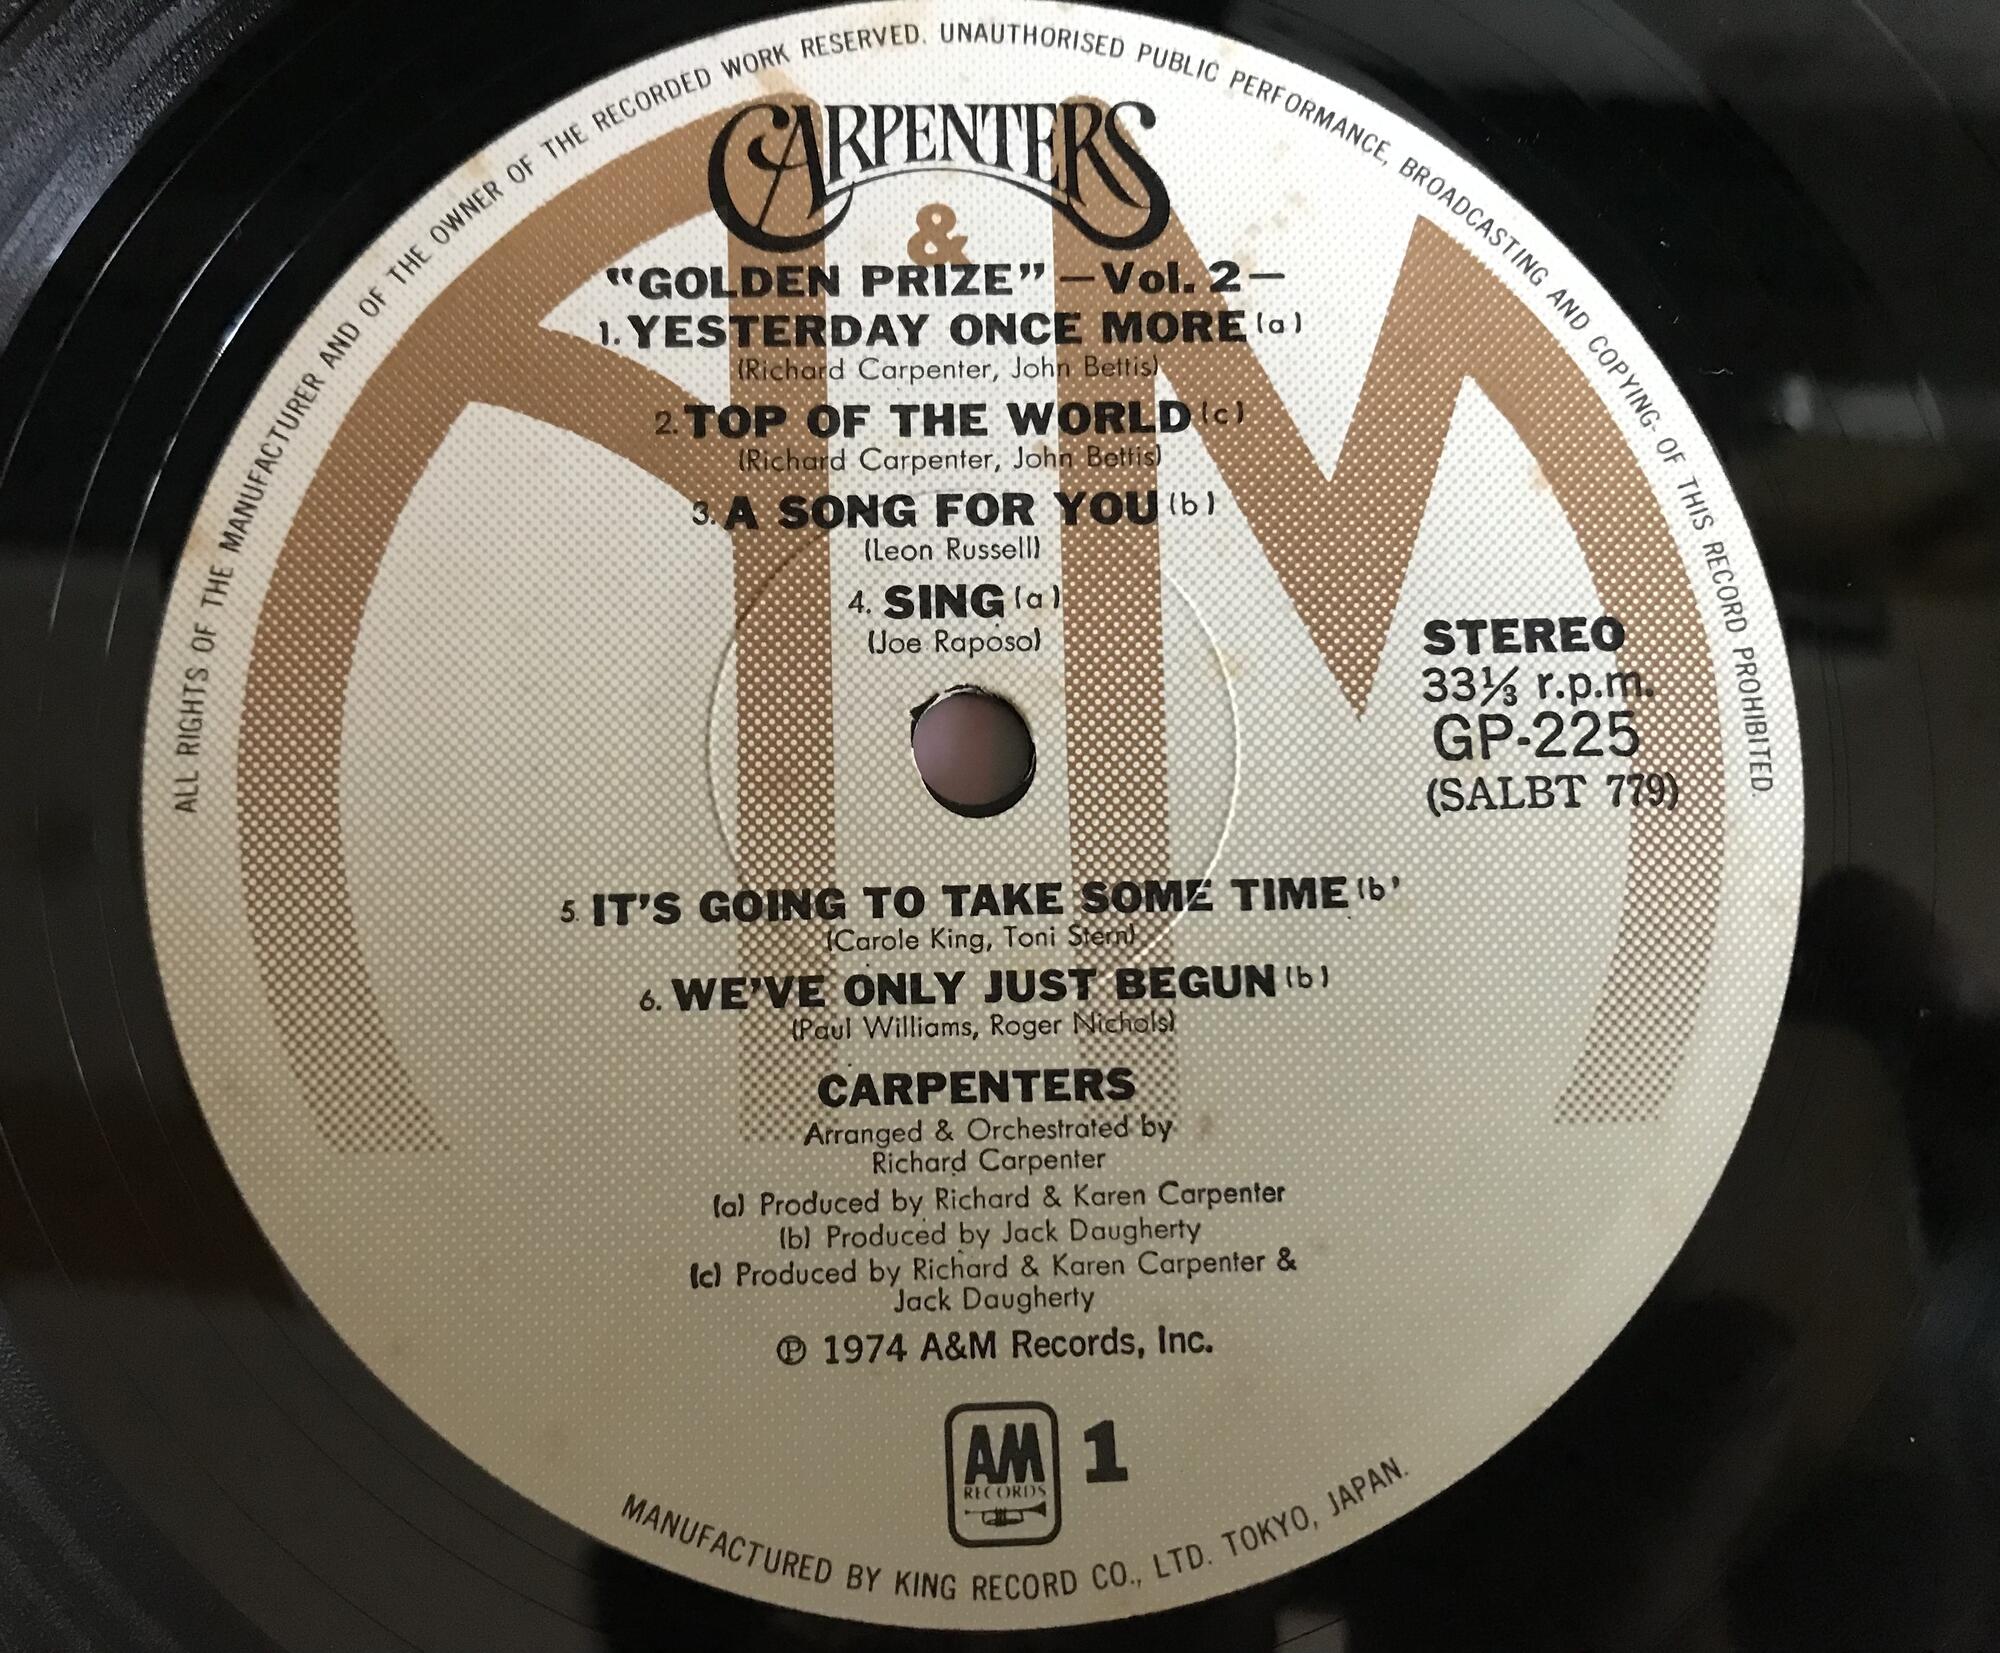 ALL RIGHTS OF THE MANUFACTURER AND OF THE OWNER OF THE RECORDED WORK RESERVED. UNAUTHORISED PUBLIC PERFORMANCE, BROADCASTING AND COPYING OF THIS RECORD PROHIBITED.
CARPENTERS
&
"GOLDEN PRIZE" —Vol. 2—
1. YESTERDAY ONCE MORE (a)
(Richard Carpenter, John Bettis)
2. TOP OF THE WORLD (c)
(Richard Carpenter, John Bettis)
3. A SONG FOR YOU (b)
(Leon Russell)
4. SING (a)
(Joe Raposo)
STEREO
33⅓ r.p.m.
GP-225
(SALBT 779)
5. IT'S GOING TO TAKE SOME TIME (b)
(Carole King, Toni Stern)
6. WE'VE ONLY JUST BEGUN (b)
(Paul Williams, Roger Nichols)
CARPENTERS
Arranged & Orchestrated by
Richard Carpenter
(a) Produced by Richard & Karen Carpenter
(b) Produced by Jack Daugherty
(c) Produced by Richard & Karen Carpenter &
Jack Daugherty
℗ 1974 A&M Records, Inc.
AM
RECORDS
1
MANUFACTURED BY KING RECORD CO., LTD. TOKYO, JAPAN.